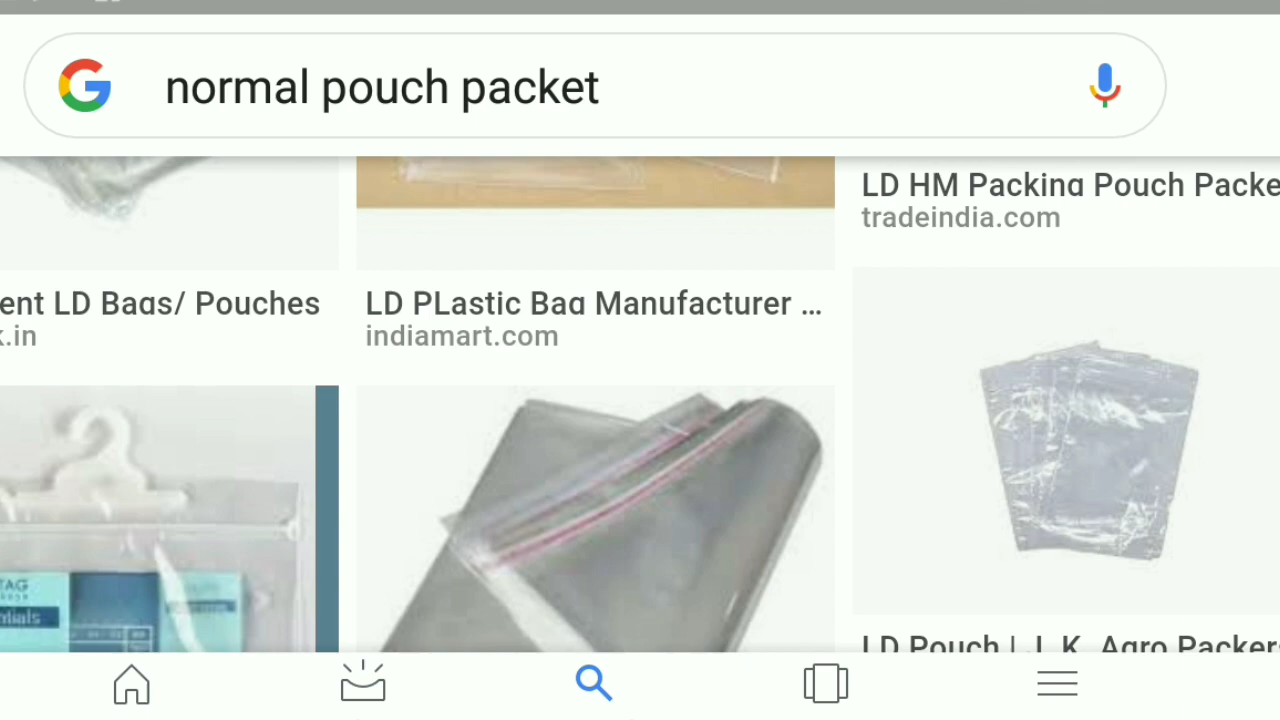 normal pouch packet
LD HM Packing Pouch Packe
tradeindia.com
ent LD Bags/ Pouches
k.in
LD PLastic Bag Manufacturer ...
indiamart.com
TAG
ntials
LD Pouch | J. K. Agro Packers